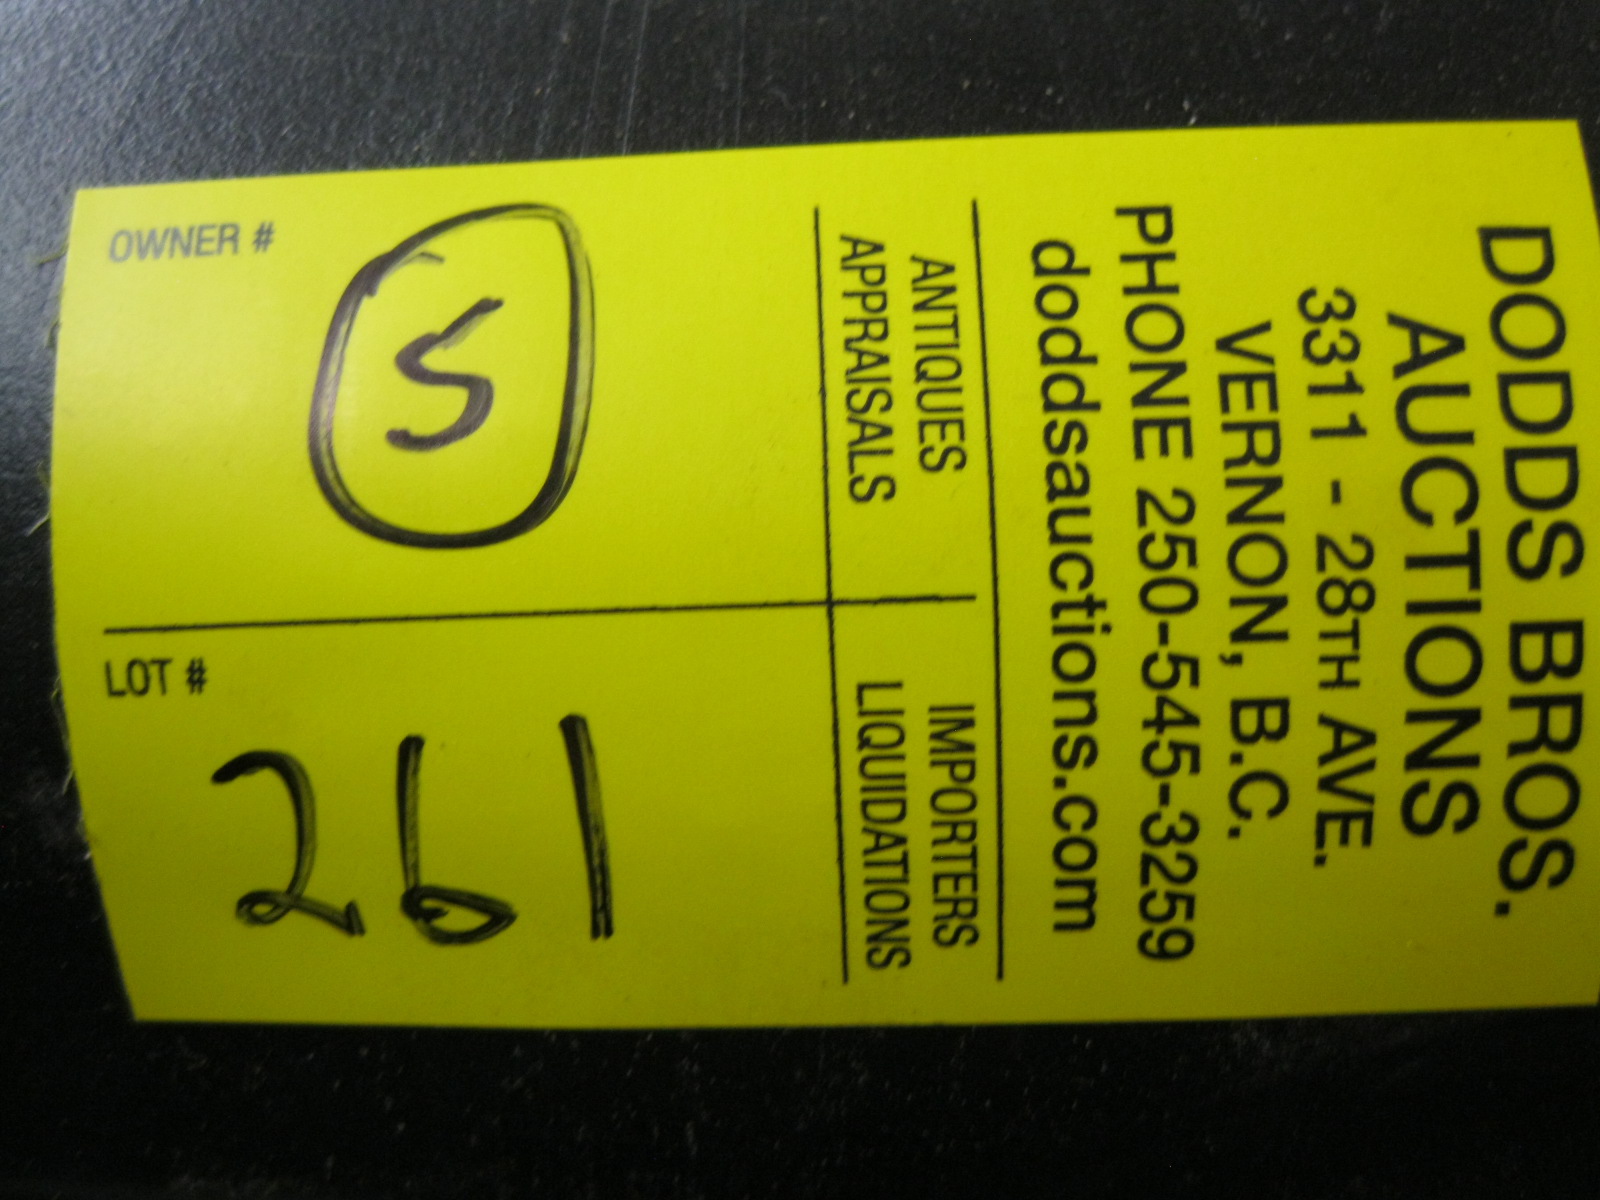 DODDS BROS.
AUCTIONS
3311 - 28TH AVE.
VERNON, B.C.
PHONE 250-545-3259
doddsauctions.com
ANTIQUES
APPRAISALS
IMPORTERS
LIQUIDATIONS
OWNER #
S
LOT #
261